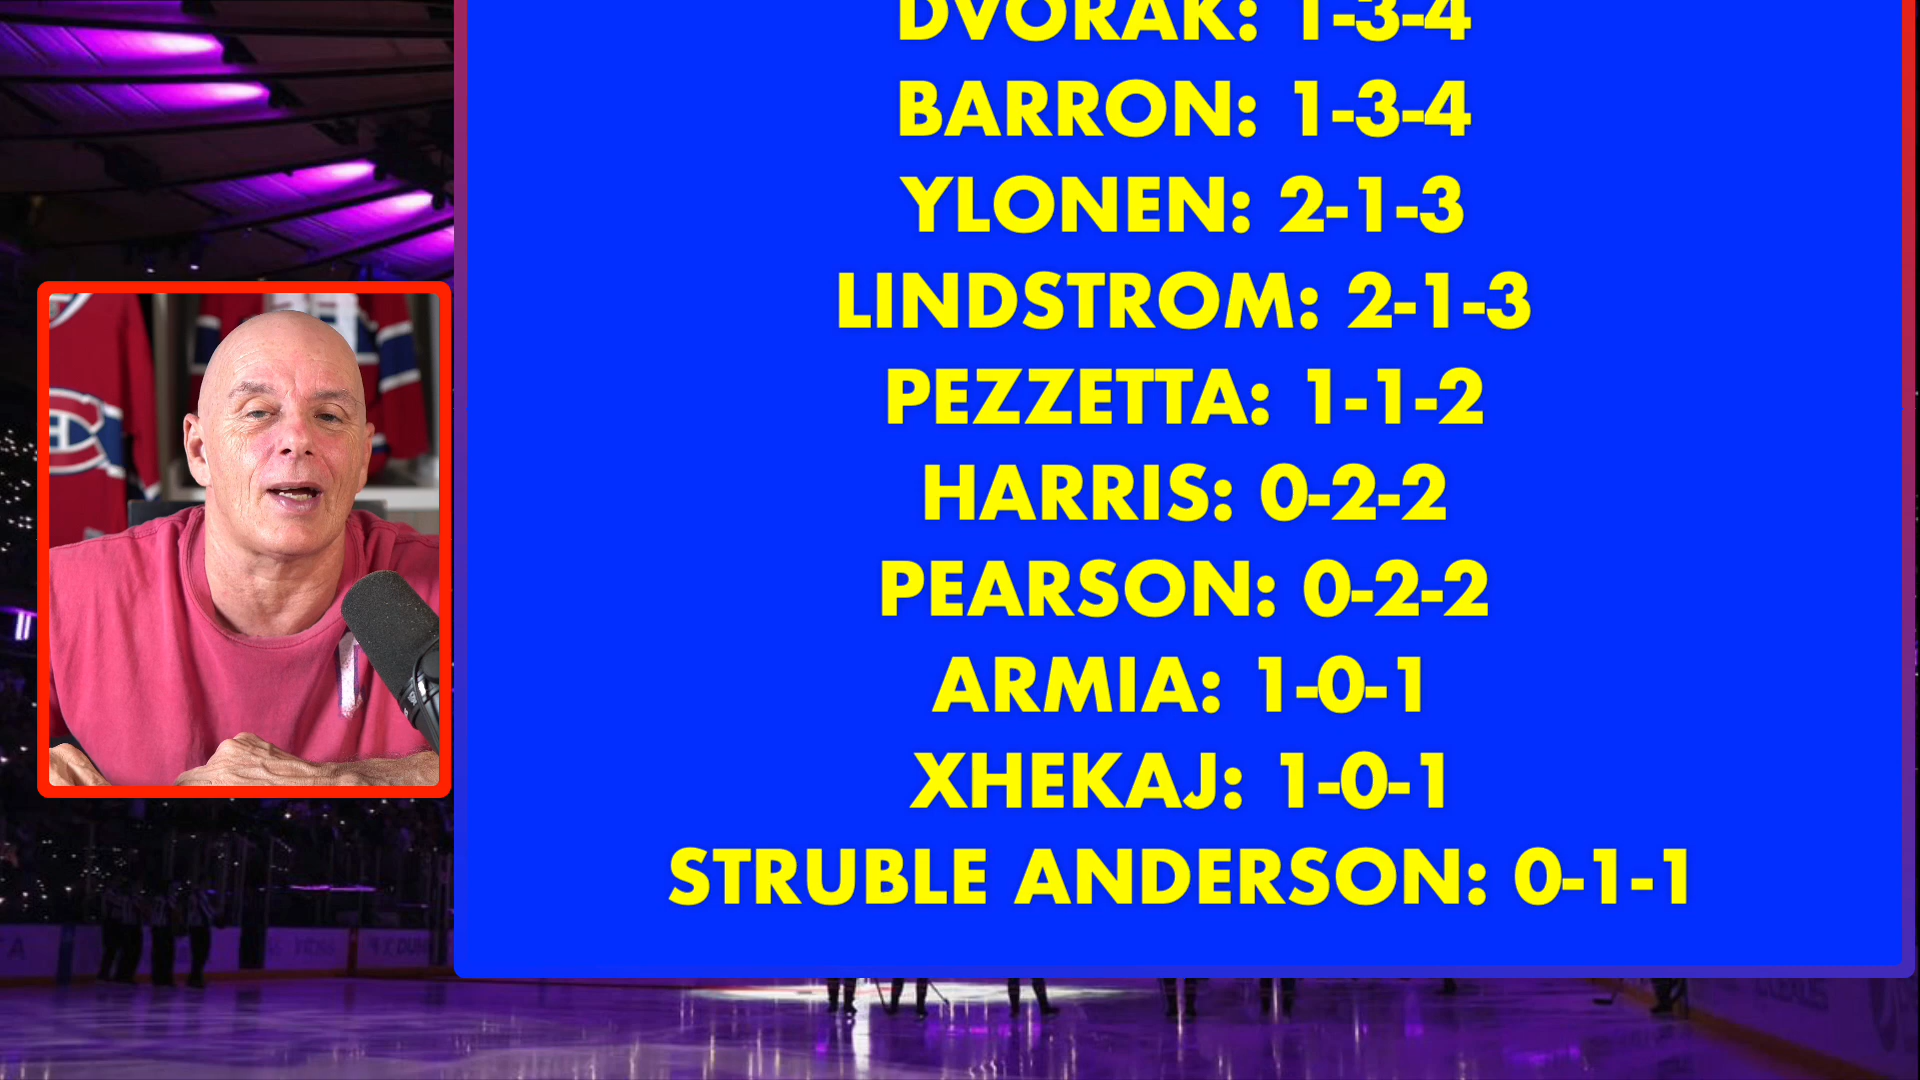 DVORAK: 1-3-4
BARRON: 1-3-4
YLONEN: 2-1-3
LINDSTROM: 2-1-3
PEZZETTA: 1-1-2
HARRIS: 0-2-2
PEARSON: 0-2-2
ARMIA: 1-0-1
XHEKAJ: 1-0-1
STRUBLE ANDERSON: 0-1-1